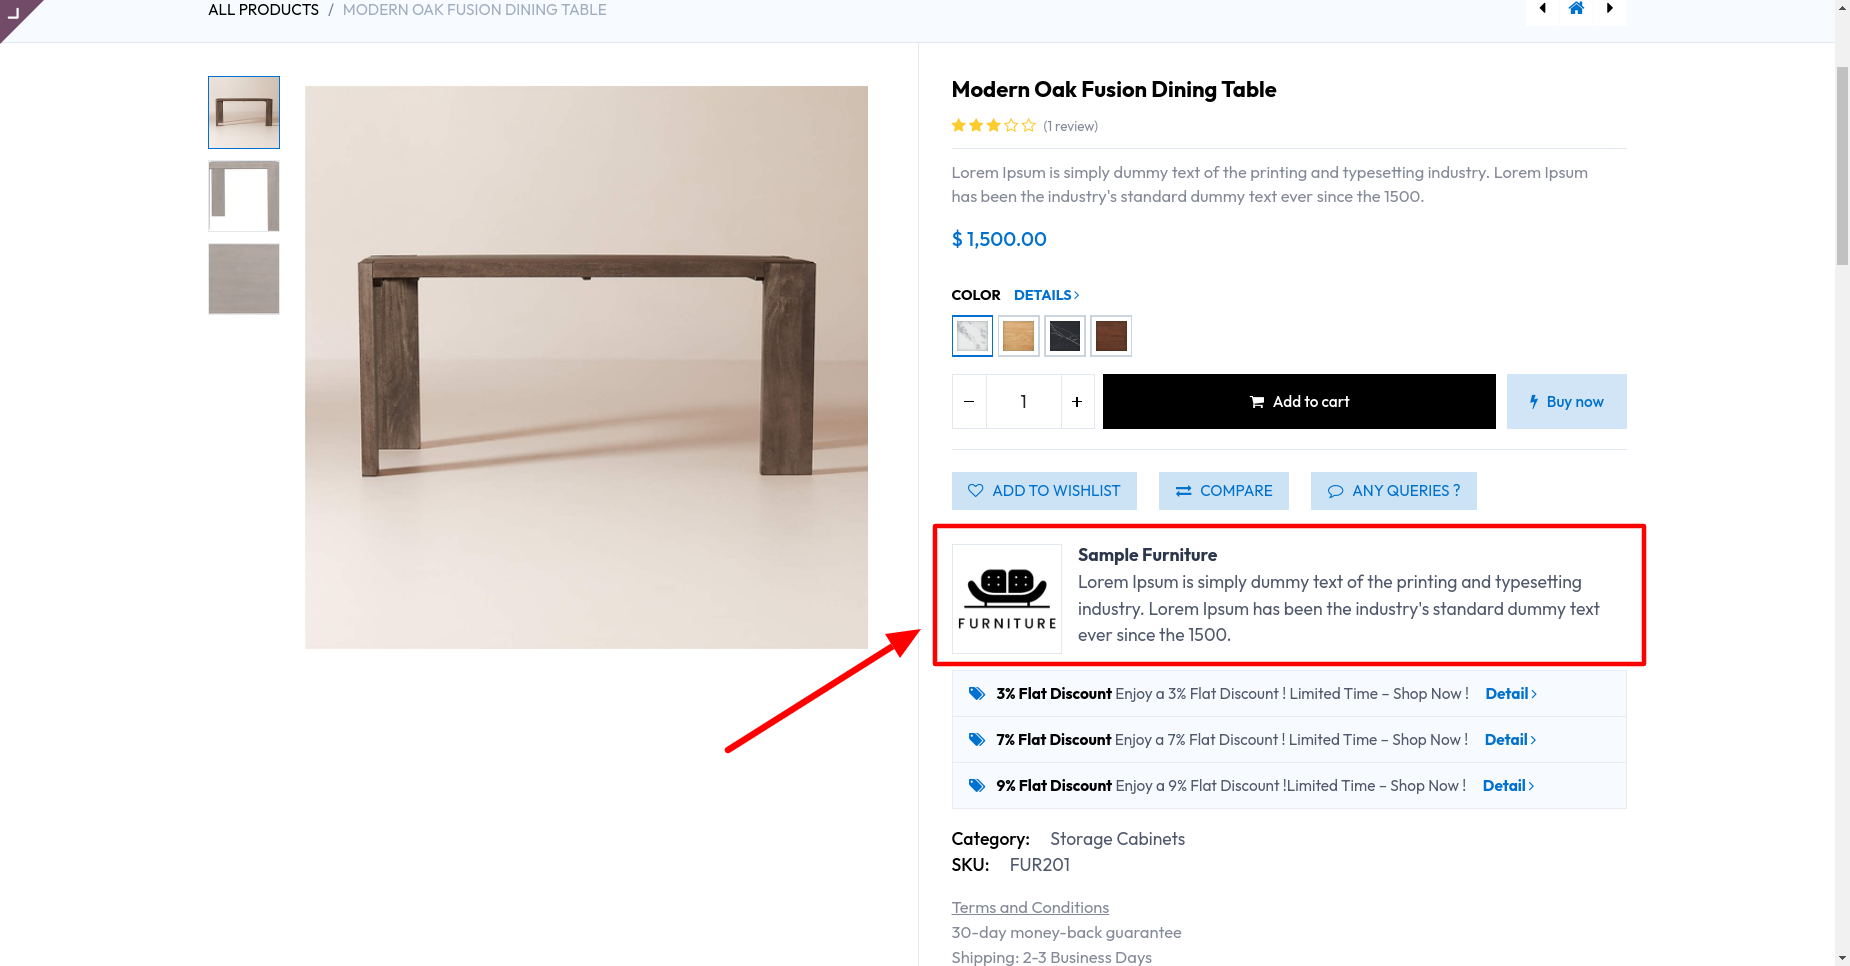 ALL PRODUCTS / MODERN OAK FUSION DINING TABLE
Modern Oak Fusion Dining Table
(1 review)
Lorem Ipsum is simply dummy text of the printing and typesetting industry. Lorem Ipsum
has been the industry's standard dummy text ever since the 1500.
$ 1,500.00
COLOR DETAILS
1
Add to cart
Buy now
ADD TO WISHLIST
COMPARE
ANY QUERIES ?
FURNITURE
Sample Furniture
Lorem Ipsum is simply dummy text of the printing and typesetting
industry. Lorem Ipsum has been the industry's standard dummy text
ever since the 1500.
3% Flat Discount Enjoy a 3% Flat Discount ! Limited Time – Shop Now ! Detail
7% Flat Discount Enjoy a 7% Flat Discount ! Limited Time – Shop Now ! Detail
9% Flat Discount Enjoy a 9% Flat Discount !Limited Time – Shop Now ! Detail
Category: Storage Cabinets
SKU: FUR201
Terms and Conditions
30-day money-back guarantee
Shipping: 2-3 Business Days